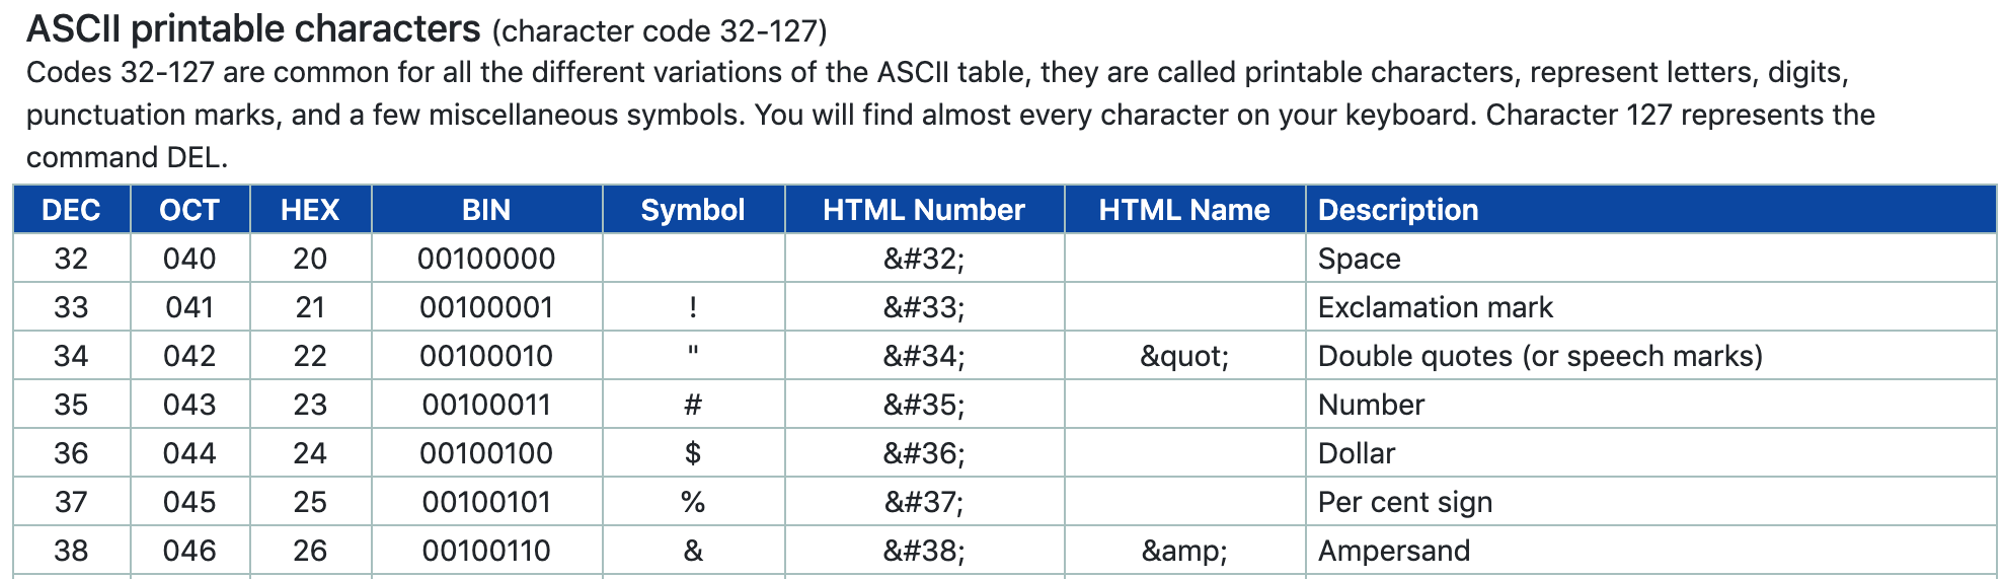 ASCII printable characters (character code 32-127)
Codes 32-127 are common for all the different variations of the ASCII table, they are called printable characters, represent letters, digits,
punctuation marks, and a few miscellaneous symbols. You will find almost every character on your keyboard. Character 127 represents the
command DEL.
DEC OCT HEX BIN Symbol HTML Number HTML Name Description
32 040 20 00100000 &#32; Space
33 041 21 00100001 ! &#33; Exclamation mark
34 042 22 00100010 " &#34; &quot; Double quotes (or speech marks)
35 043 23 00100011 # &#35; Number
36 044 24 00100100 $ &#36; Dollar
37 045 25 00100101 % &#37; Per cent sign
38 046 26 00100110 & &#38; &amp; Ampersand